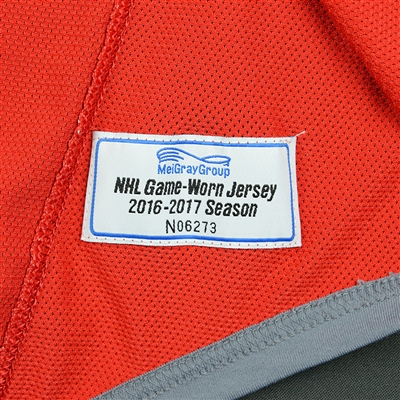 MeiGrayGroup
NHL Game-Worn Jersey
2016-2017 Season
N06273